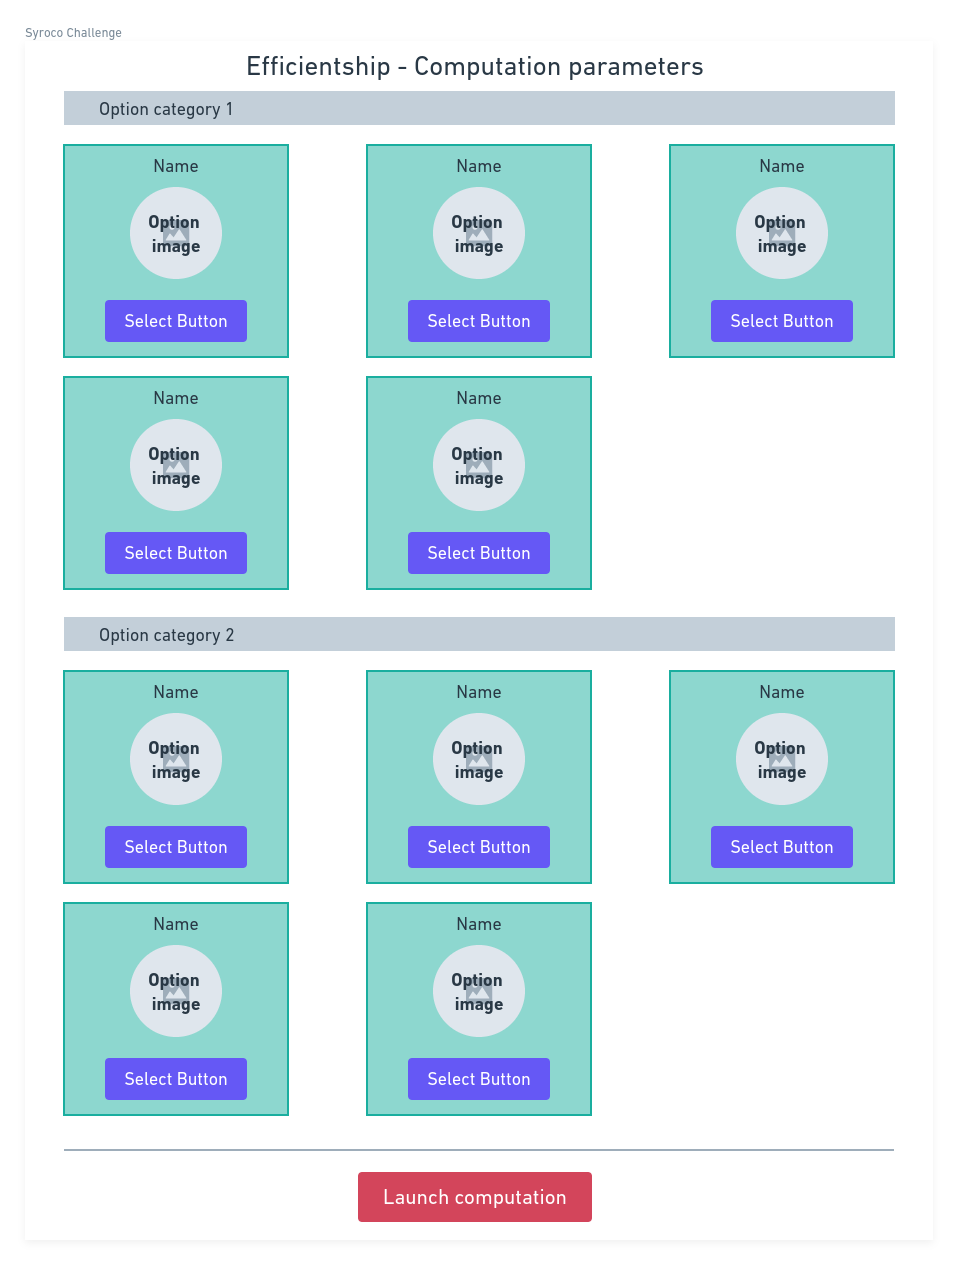 Syroco Challenge
Efficientship - Computation parameters
Option category 1
Name
Option
image
Select Button
Name
Option
image
Select Button
Name
Option
image
Select Button
Name
Option
image
Select Button
Name
Option
image
Select Button
Option category 2
Name
Option
image
Select Button
Name
Option
image
Select Button
Name
Option
image
Select Button
Name
Option
image
Select Button
Name
Option
image
Select Button
Launch computation